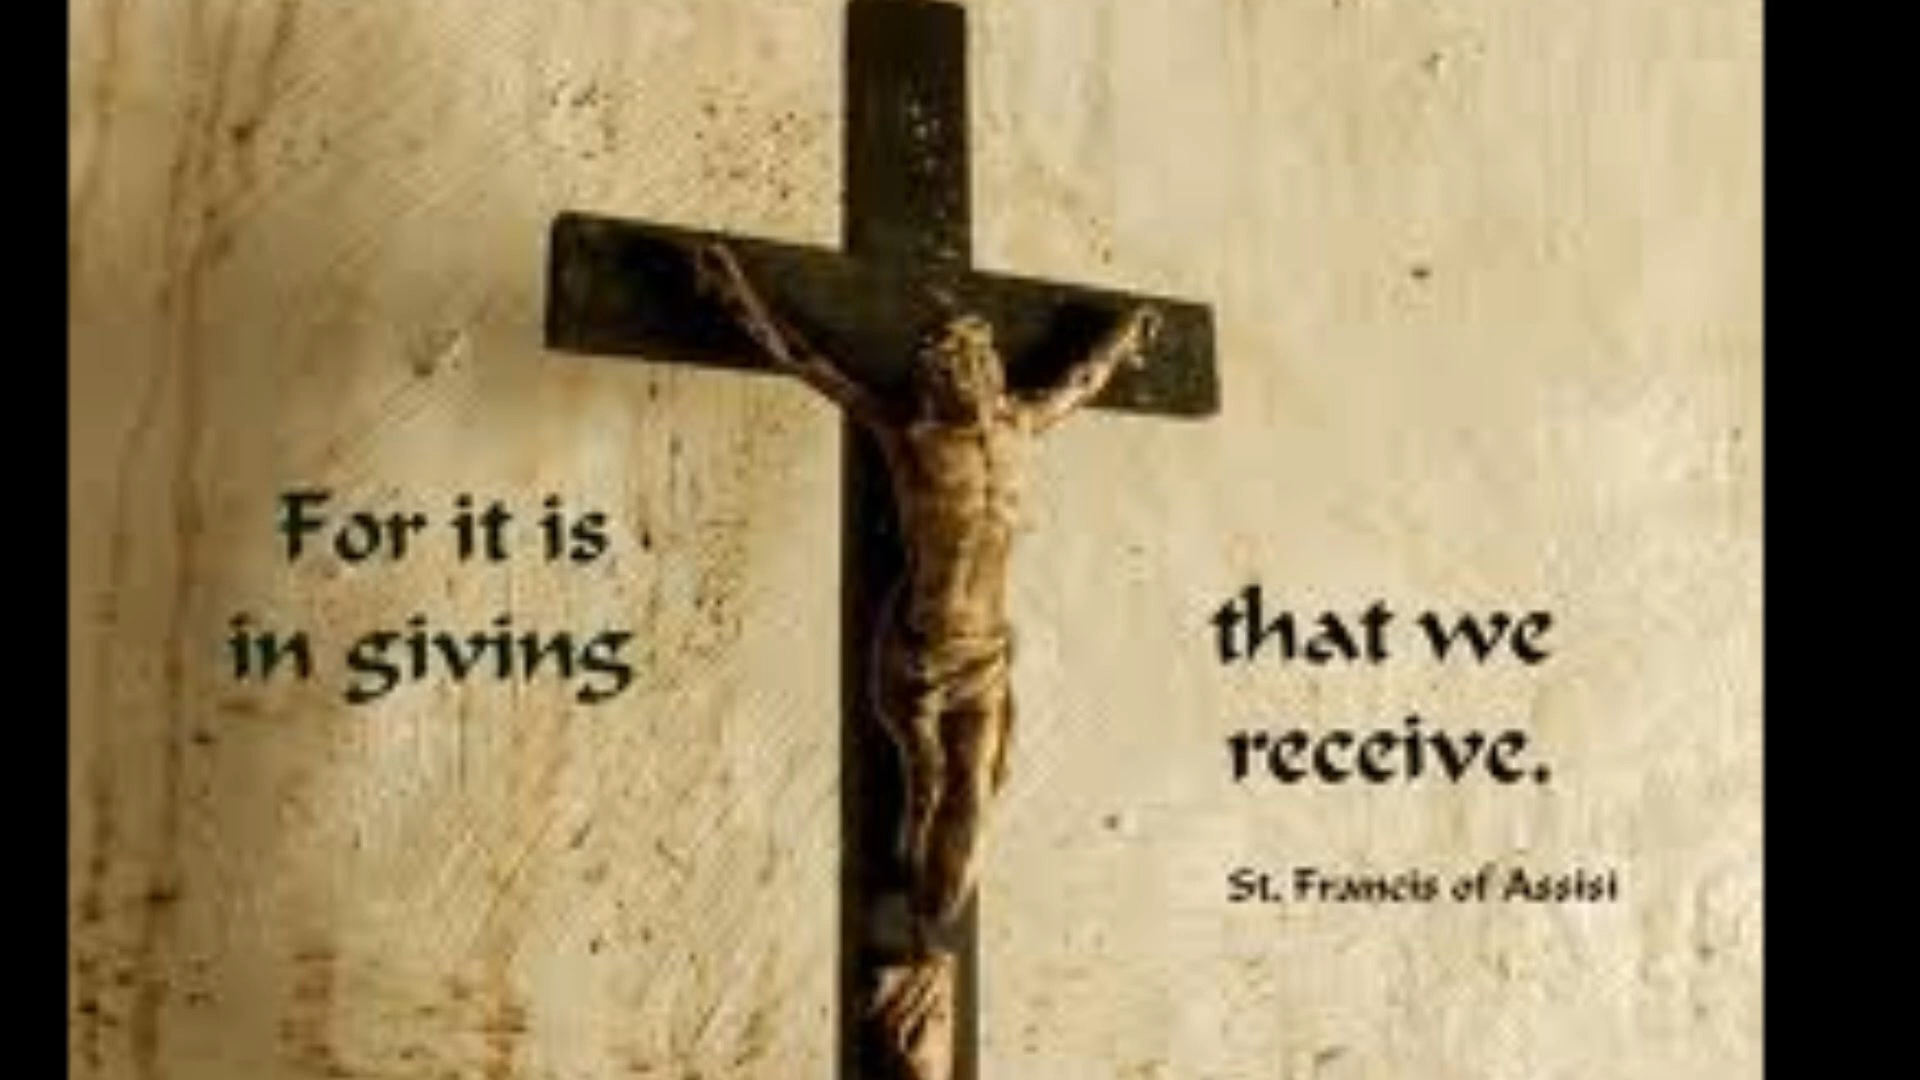 For it is
in giving
that we
receive.
St. Francis of Assisi